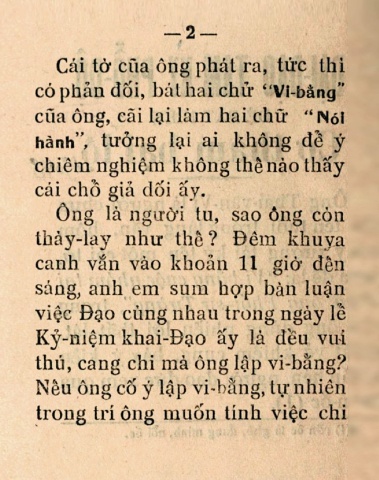 — 2 —
Cái tờ của ông phát ra, tức thì
có phản đối, bát hai chữ “Vi-bằng”
của ông, cãi lại làm hai chữ “Nói
hành”, tưởng lại ai không để ý
chiêm nghiệm không thể nào thấy
cái chổ giả dối ấy.
Ông là người tu, sao ông còn
thảy-lay như thế? Đêm khuya
canh vắn vào khoản 11 giờ đến
sáng, anh em sum hợp bàn luận
việc Đạo cùng nhau trong ngày lể
Kỷ-niệm khai-Đạo ấy là đều vui
thú, cang chi mà ông lập vi-bằng?
Nếu ông cố ý lập vi-bằng, tự nhiên
trong trí ông muốn tính việc chi